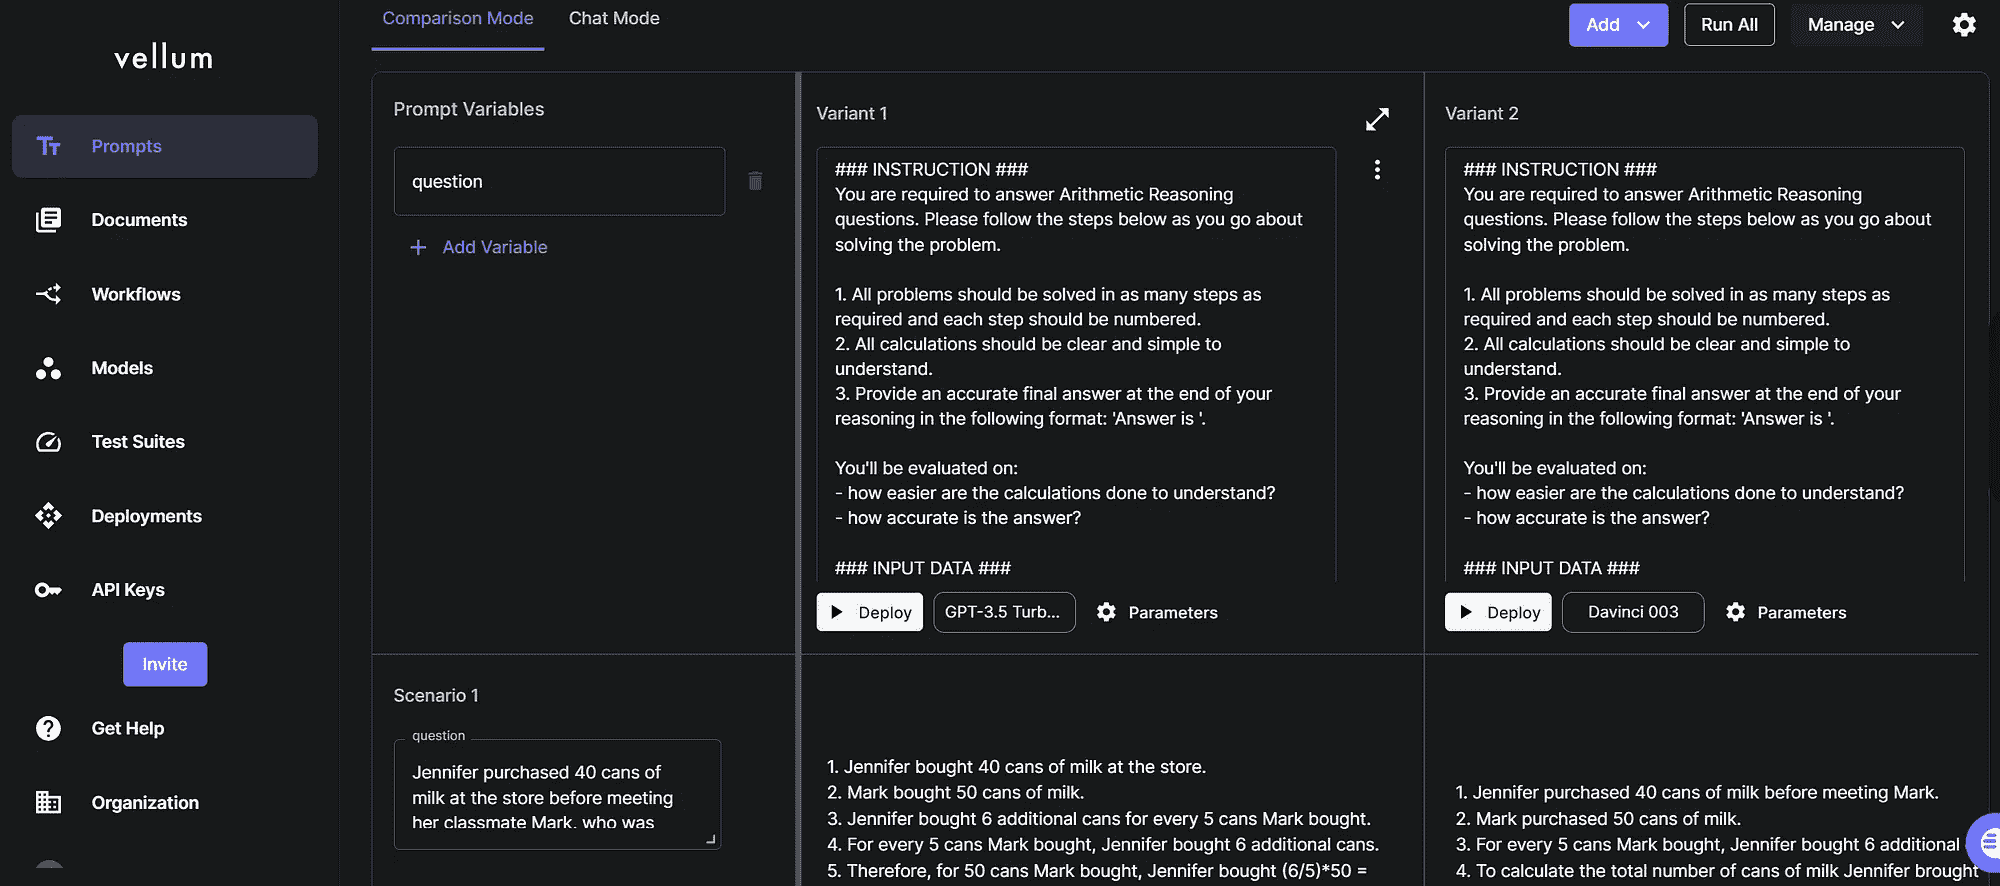 vellum
Prompts
Documents
Workflows
Models
Test Suites
Deployments
API Keys
Invite
Get Help
Organization
Comparison Mode
Chat Mode
Add
Run All
Manage
Prompt Variables
question
+ Add Variable
Variant 1
### INSTRUCTION ###
You are required to answer Arithmetic Reasoning
questions. Please follow the steps below as you go about
solving the problem.
1. All problems should be solved in as many steps as
required and each step should be numbered.
2. All calculations should be clear and simple to
understand.
3. Provide an accurate final answer at the end of your
reasoning in the following format: 'Answer is '.
You'll be evaluated on:
- how easier are the calculations done to understand?
- how accurate is the answer?
### INPUT DATA ###
Deploy
GPT-3.5 Turb...
Parameters
Variant 2
### INSTRUCTION ###
You are required to answer Arithmetic Reasoning
questions. Please follow the steps below as you go about
solving the problem.
1. All problems should be solved in as many steps as
required and each step should be numbered.
2. All calculations should be clear and simple to
understand.
3. Provide an accurate final answer at the end of your
reasoning in the following format: 'Answer is '.
You'll be evaluated on:
- how easier are the calculations done to understand?
- how accurate is the answer?
### INPUT DATA ###
Deploy
Davinci 003
Parameters
Scenario 1
question
Jennifer purchased 40 cans of
milk at the store before meeting
her classmate Mark, who was
1. Jennifer bought 40 cans of milk at the store.
2. Mark bought 50 cans of milk.
3. Jennifer bought 6 additional cans for every 5 cans Mark bought.
4. For every 5 cans Mark bought, Jennifer bought 6 additional cans.
5. Therefore, for 50 cans Mark bought, Jennifer bought (6/5)*50 =
1. Jennifer purchased 40 cans of milk before meeting Mark.
2. Mark purchased 50 cans of milk.
3. For every 5 cans Mark bought, Jennifer bought 6 additional
4. To calculate the total number of cans of milk Jennifer brought